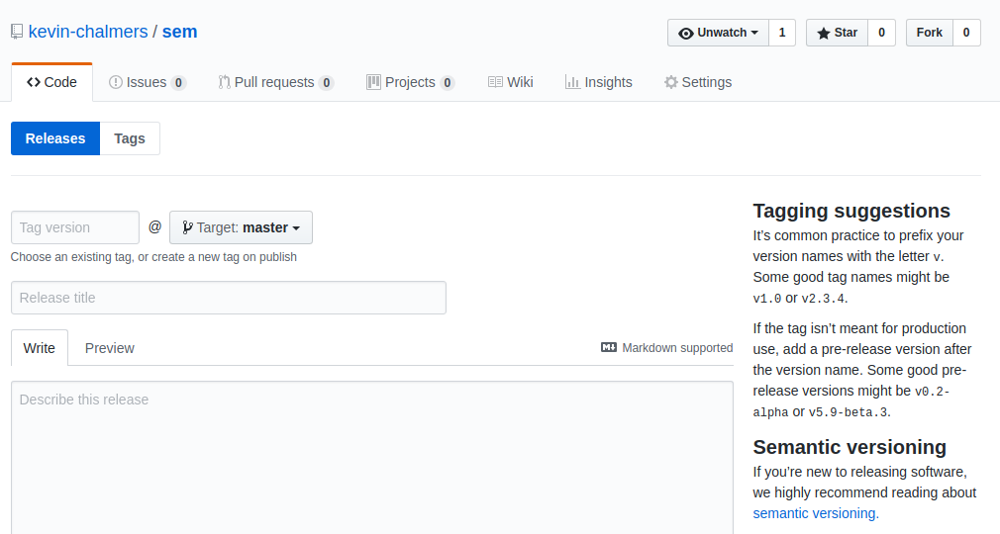 kevin-chalmers / sem
Unwatch 1 Star 0 Fork 0
Code Issues 0 Pull requests 0 Projects 0 Wiki Insights Settings
Releases Tags
Tag version @ Target: master
Choose an existing tag, or create a new tag on publish
Release title
Write Preview Markdown supported
Describe this release
Tagging suggestions
It’s common practice to prefix your
version names with the letter v.
Some good tag names might be
v1.0 or v2.3.4.
If the tag isn’t meant for production
use, add a pre-release version after
the version name. Some good pre-
release versions might be v0.2-
alpha or v5.9-beta.3.
Semantic versioning
If you’re new to releasing software,
we highly recommend reading about
semantic versioning.